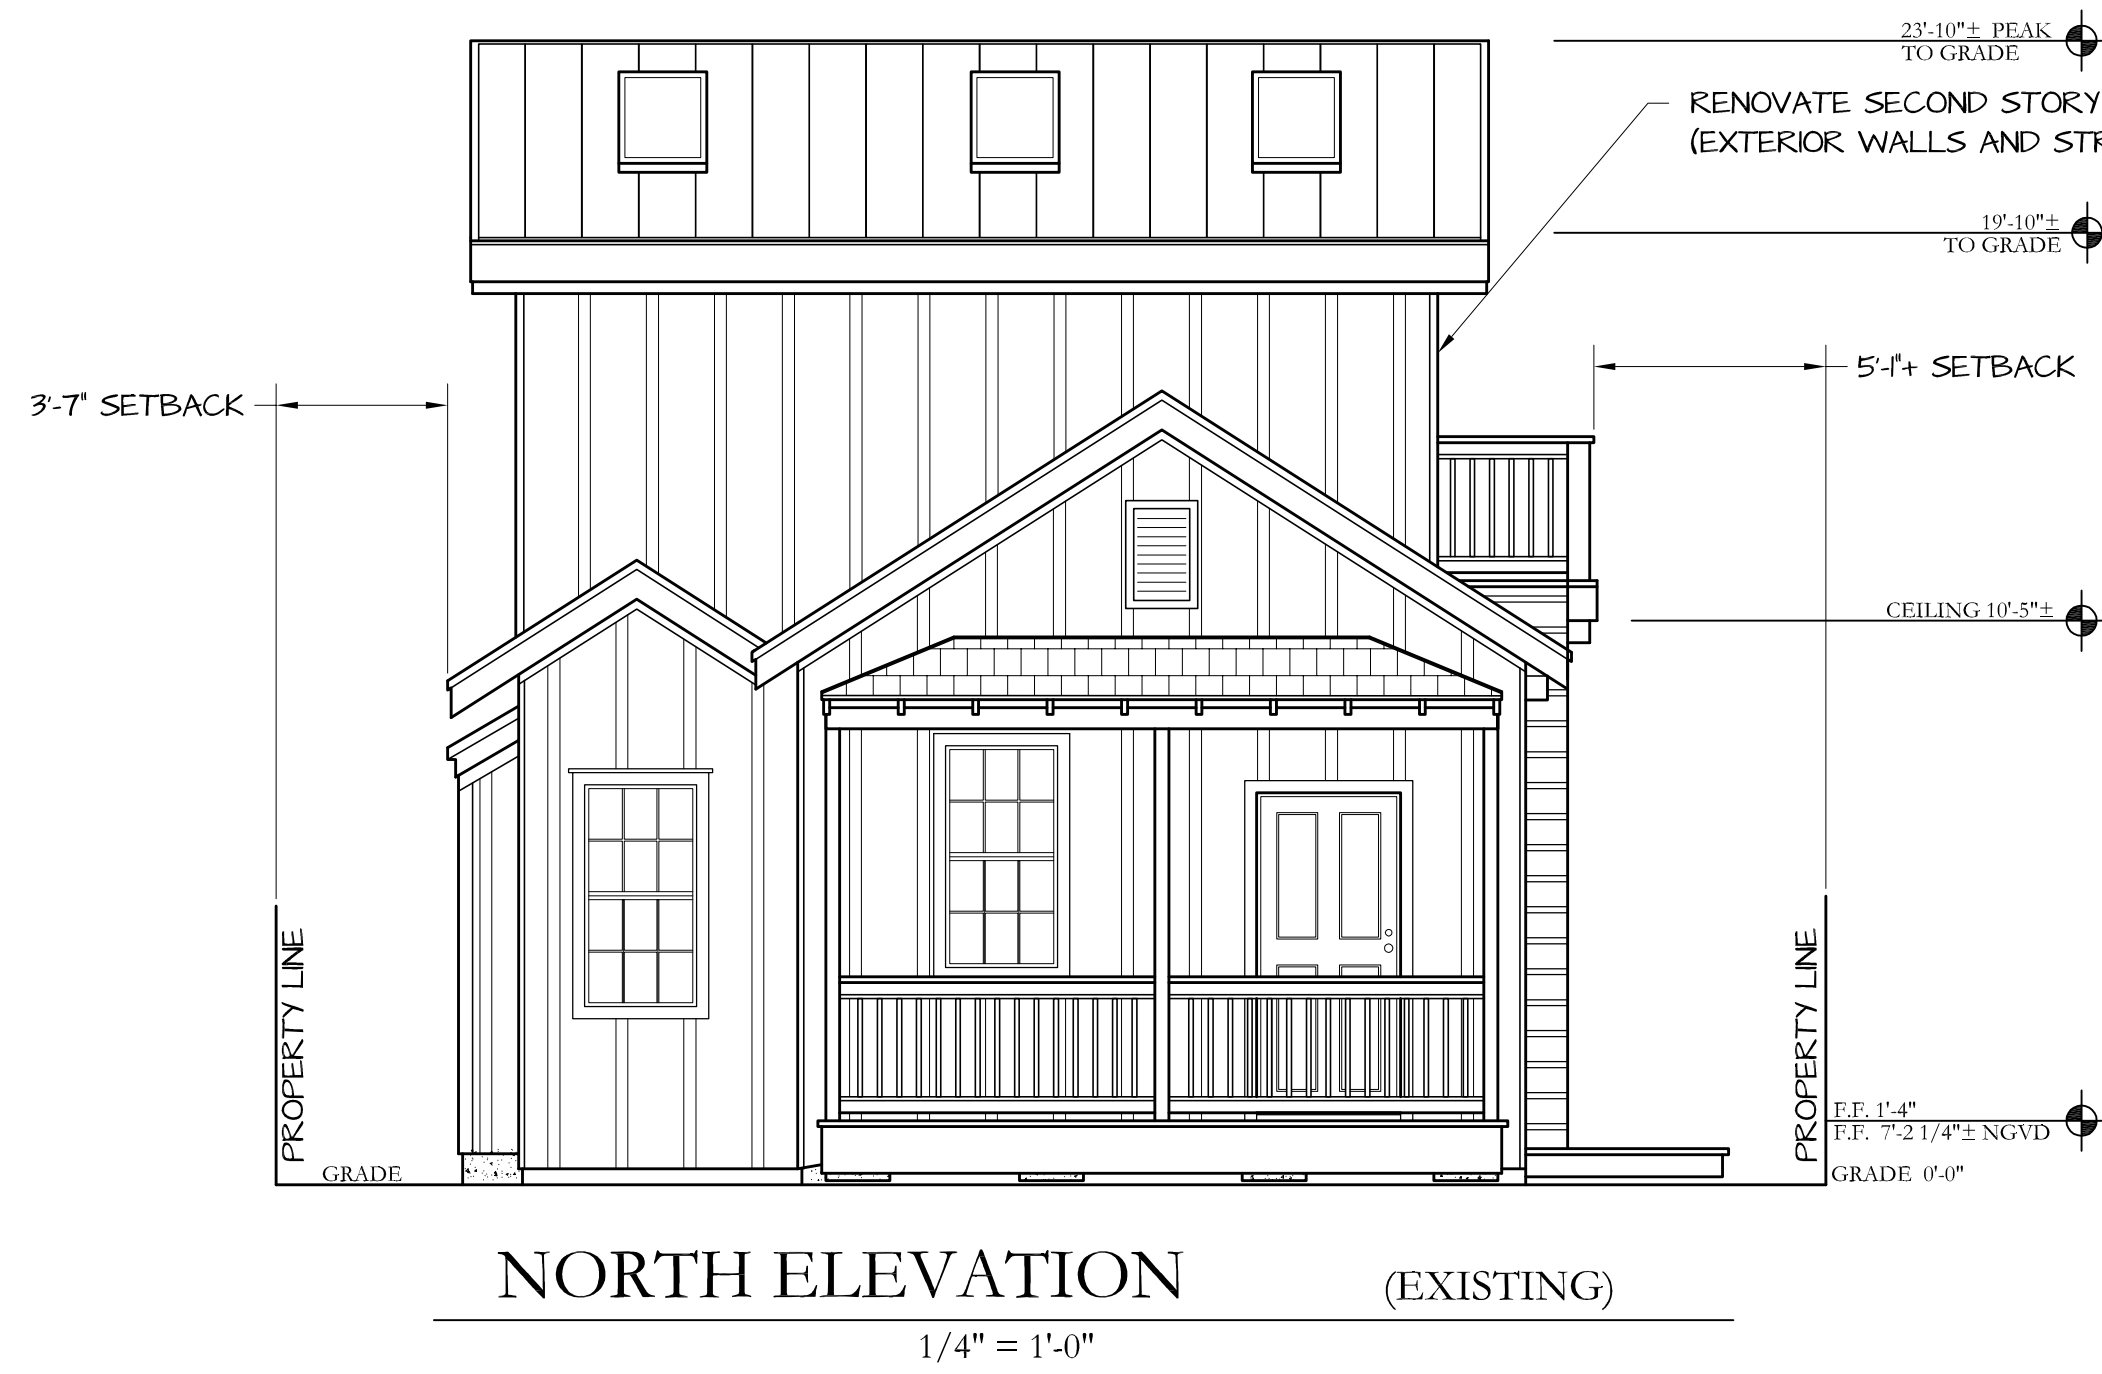 23'-10"± PEAK
TO GRADE
RENOVATE SECOND STORY
(EXTERIOR WALLS AND
19'-10"±
TO GRADE
5'-1"+ SETBACK
3'-7" SETBACK
CEILING 10'-5"±
PROPERTY LINE
PROPERTY LINE
F.F. 1'-4"
F.F. 7'-2 1/4"± NGVD
GRADE
GRADE 0'-0"
NORTH ELEVATION (EXISTING)
1/4" = 1'-0"